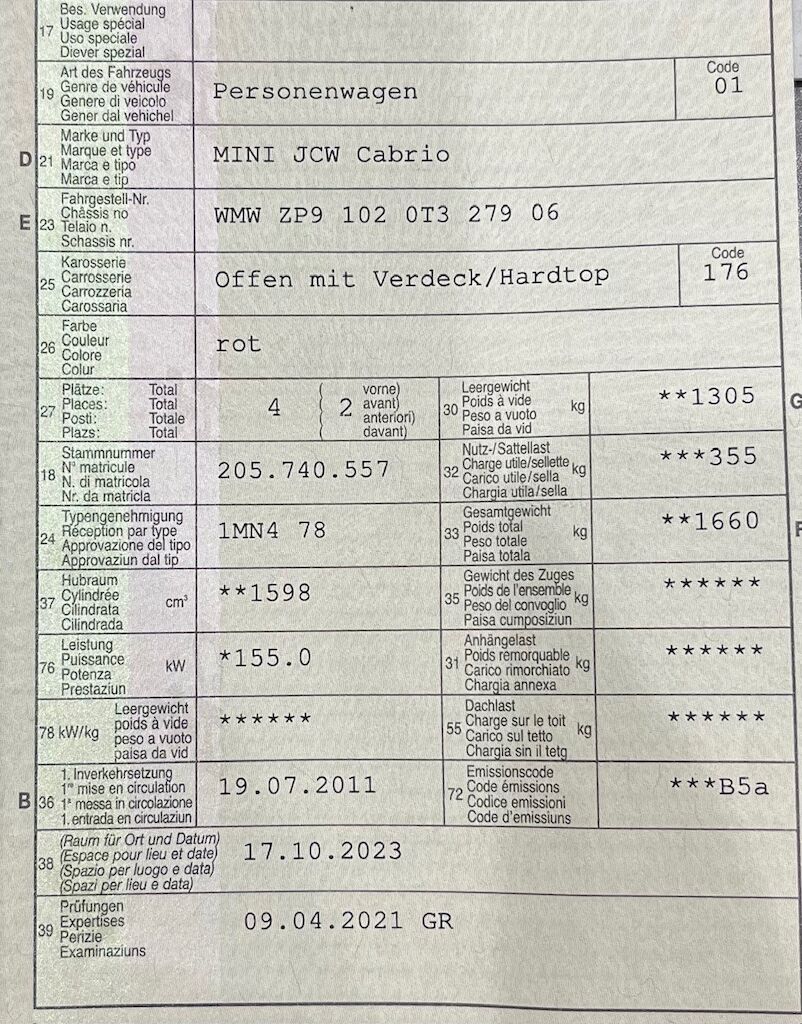 17 Bes. Verwendung
Usage spécial
Uso speciale
Diever spezial
19 Art des Fahrzeugs
Genre de véhicule
Genere di veicolo
Gener dal vehichel
Personenwagen
Code
01
D 21 Marke und Typ
Marque et type
Marca e tipo
Marca e tip
MINI JCW Cabrio
E 23 Fahrgestell-Nr.
Châssis no
Telaio n.
Schassis nr.
WMW ZP9 102 0T3 279 06
25 Karosserie
Carrosserie
Carrozzeria
Carossaria
Offen mit Verdeck/Hardtop
Code
176
26 Farbe
Couleur
Colore
Colur
rot
27 Plätze: Total
Places: Total
Posti: Totale
Plazs: Total
4 ( 2 vorne)
( avant)
( anteriori)
( davant)
30 Leergewicht
Poids à vide
Peso a vuoto
Paisa da vid
kg
**1305
G
18 Stammnummer
N° matricule
N. di matricola
Nr. da matricla
205.740.557
32 Nutz-/Sattellast
Charge utile/sellette
Carico utile/sella
Chargia utila/sella
kg
***355
24 Typengenehmigung
Réception par type
Approvazione del tipo
Approvaziun dal tip
1MN4 78
33 Gesamtgewicht
Poids total
Peso totale
Paisa totala
kg
**1660
F
37 Hubraum
Cylindrée
Cilindrata
Cilindrada
cm³
**1598
35 Gewicht des Zuges
Poids de l'ensemble
Peso del convoglio
Paisa cumposiziun
kg
******
76 Leistung
Puissance
Potenza
Prestaziun
kW
*155.0
31 Anhängelast
Poids remorquable
Carico rimorchiato
Chargia annexa
kg
******
78 kW/kg Leergewicht
poids à vide
peso a vuoto
paisa da vid
******
55 Dachlast
Charge sur le toit
Carico sul tetto
Chargia sin il tetg
kg
******
B 36 1. Inverkehrsetzung
1re mise en circulation
1a messa in circolazione
1. entrada en circulaziun
19.07.2011
72 Emissionscode
Code émissions
Codice emissioni
Code d'emissiuns
***B5a
38 (Raum für Ort und Datum)
(Espace pour lieu et date)
(Spazio per luogo e data)
(Spazi per lieu e data)
17.10.2023
39 Prüfungen
Expertises
Perizie
Examinaziuns
09.04.2021 GR